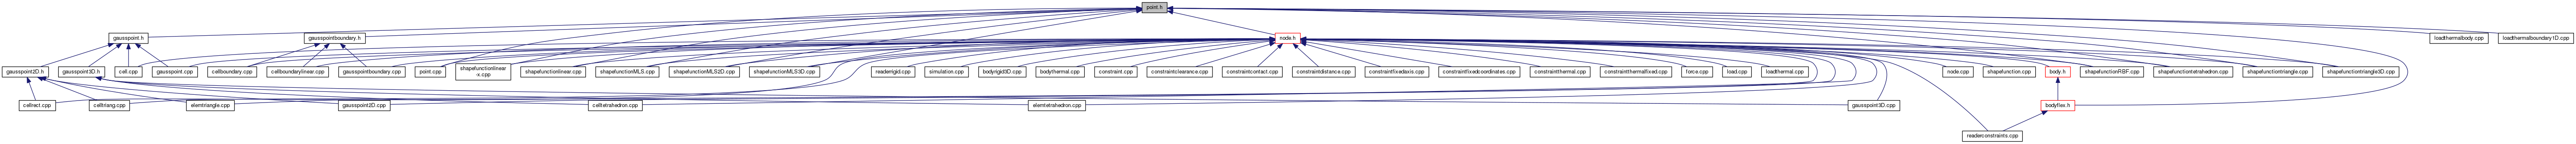 point.h
gausspoint.h
gausspointboundary.h
node.h
loadthermalbody.cpp
loadthermalboundary1D.cpp
gausspoint2D.h
gausspoint3D.h
cell.cpp
gausspoint.cpp
cellboundary.cpp
cellboundarylinear.cpp
gausspointboundary.cpp
point.cpp
shapefunctionlinear
-x.cpp
shapefunctionlinear.cpp
shapefunctionMLS.cpp
shapefunctionMLS2D.cpp
shapefunctionMLS3D.cpp
readerrigid.cpp
simulation.cpp
bodyrigid3D.cpp
bodythermal.cpp
constraint.cpp
constraintclearance.cpp
constraintcontact.cpp
constraintdistance.cpp
constraintfixedaxis.cpp
constraintfixedcoordinates.cpp
constraintthermal.cpp
constraintthermalfixed.cpp
force.cpp
load.cpp
loadthermal.cpp
node.cpp
shapefunction.cpp
body.h
shapefunctionRBF.cpp
shapefunctiontetrahedron.cpp
shapefunctiontriangle.cpp
shapefunctiontriangle3D.cpp
cellrect.cpp
celltriang.cpp
elemtriangle.cpp
gausspoint2D.cpp
celltetrahedron.cpp
elemtetrahedron.cpp
gausspoint3D.cpp
bodyflex.h
readerconstraints.cpp